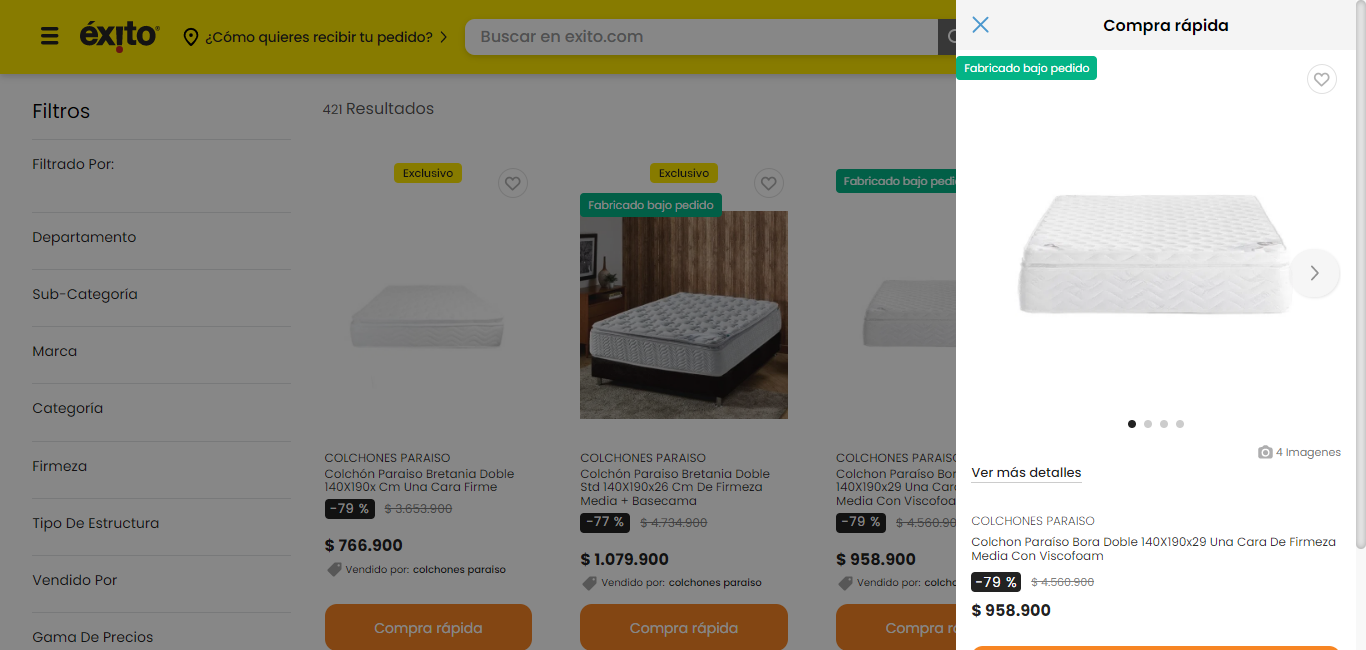 éxito
¿Cómo quieres recibir tu pedido?
Buscar en exito.com
Filtros
Filtrado Por:
Departamento
Sub-Categoría
Marca
Categoría
Firmeza
Tipo De Estructura
Vendido Por
Gama De Precios
421 Resultados
Exclusivo
COLCHONES PARAISO
Colchón Paraiso Bretania Doble
140X190x Cm Una Cara Firme
-79 % $ 3.653.900
$ 766.900
Vendido por: colchones paraiso
Compra rápida
Exclusivo
Fabricado bajo pedido
COLCHONES PARAISO
Colchón Paraiso Bretania Doble
Std 140X190x26 Cm De Firmeza
Media + Basecama
-77 % $ 4.734.900
$ 1.079.900
Vendido por: colchones paraiso
Compra rápida
Fabricado bajo pedi
COLCHONES PARAISO
Colchon Paraíso Bor
140X190x29 Una Car
Media Con Viscofoa
-79 % $ 4.560.90
$ 958.900
Vendido por: colcho
Compra r
Compra rápida
Fabricado bajo pedido
4 Imagenes
Ver más detalles
COLCHONES PARAISO
Colchon Paraíso Bora Doble 140X190x29 Una Cara De Firmeza
Media Con Viscofoam
-79 % $ 4.560.900
$ 958.900